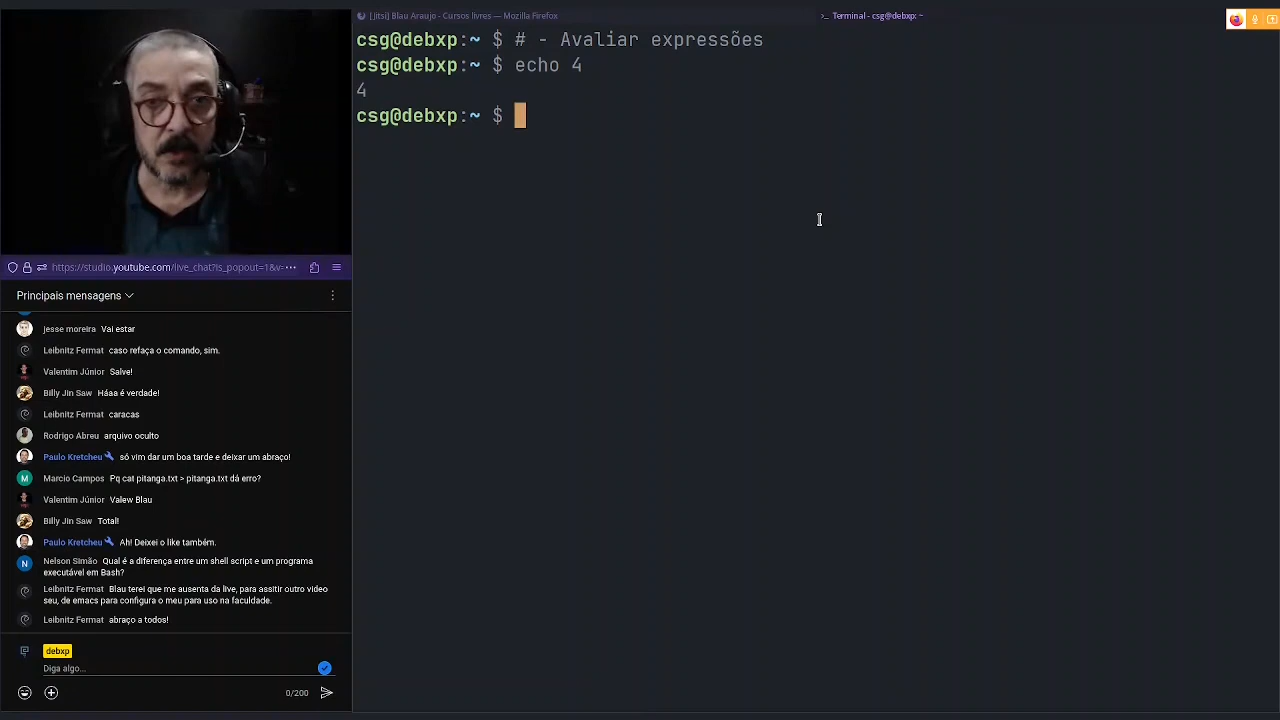 [Jitsi] Blau Araujo - Cursos livres — Mozilla Firefox
>_ Terminal - csg@debxp: ~
csg@debxp:~ $ # - Avaliar expressões
csg@debxp:~ $ echo 4
4
csg@debxp:~ $
https://studio.youtube.com/live_chat?is_popout=1&v=
Principais mensagens
jesse moreira Vai estar
Leibnitz Fermat caso refaça o comando, sim.
Valentim Júnior Salve!
Billy Jin Saw Háaa é verdade!
Leibnitz Fermat caracas
Rodrigo Abreu arquivo oculto
Paulo Kretcheu só vim dar um boa tarde e deixar um abraço!
M Marcio Campos Pq cat pitanga.txt > pitanga.txt dá erro?
Valentim Júnior Valew Blau
Billy Jin Saw Total!
Paulo Kretcheu Ah! Deixei o like também.
N Nelson Simão Qual é a diferença entre um shell script e um programa
executável em Bash?
Leibnitz Fermat Blau terei que me ausenta da live, para assitir outro video
seu, de emacs para configura o meu para uso na faculdade.
Leibnitz Fermat abraço a todos!
debxp
Diga algo...
0/200